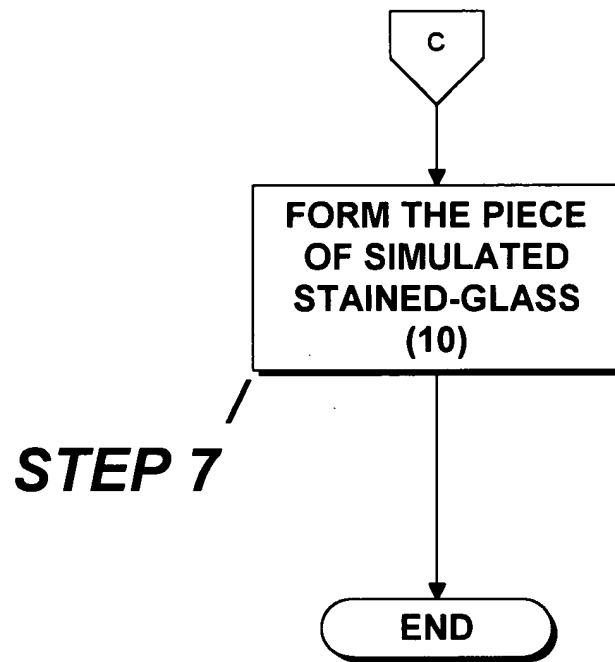 C
FORM THE PIECE
OF SIMULATED
STAINED-GLASS
(10)
STEP 7
END